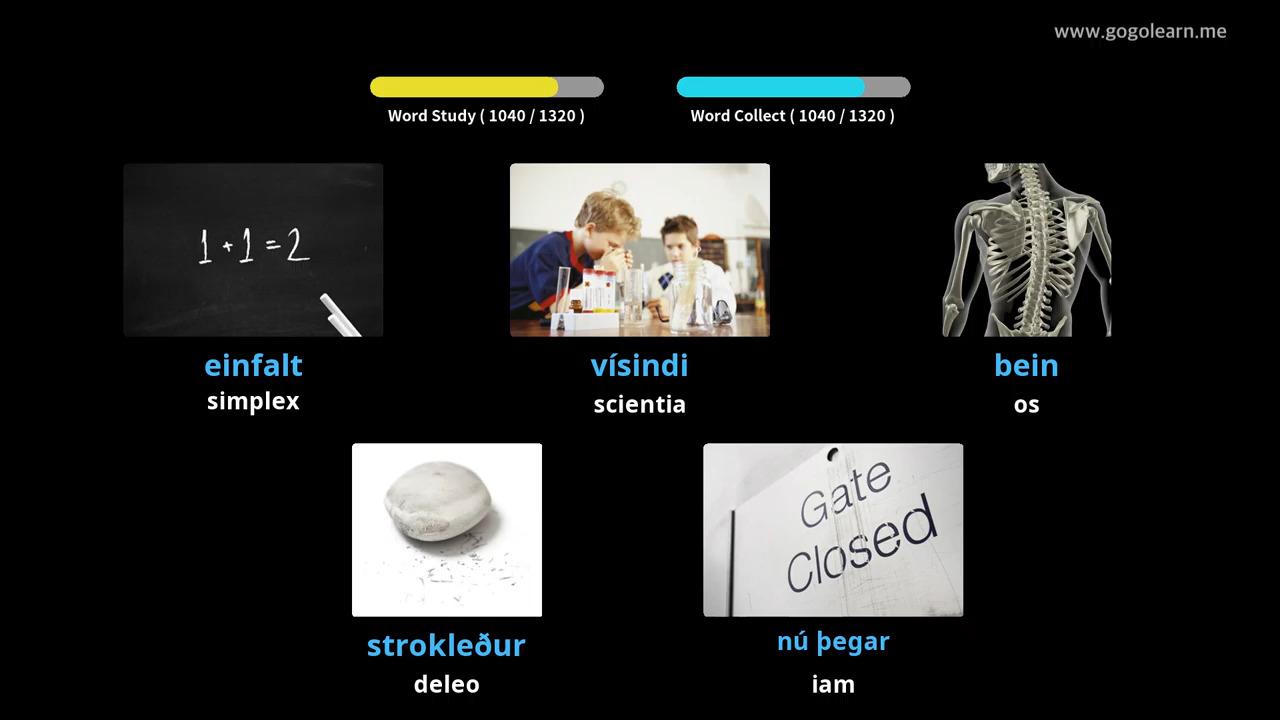 www.gogolearn.me
Word Study ( 1040 / 1320 )
Word Collect ( 1040 / 1320 )
1 + 1 = 2
einfalt
simplex
vísindi
scientia
bein
os
Gate
Closed
strokleður
deleo
nú þegar
iam